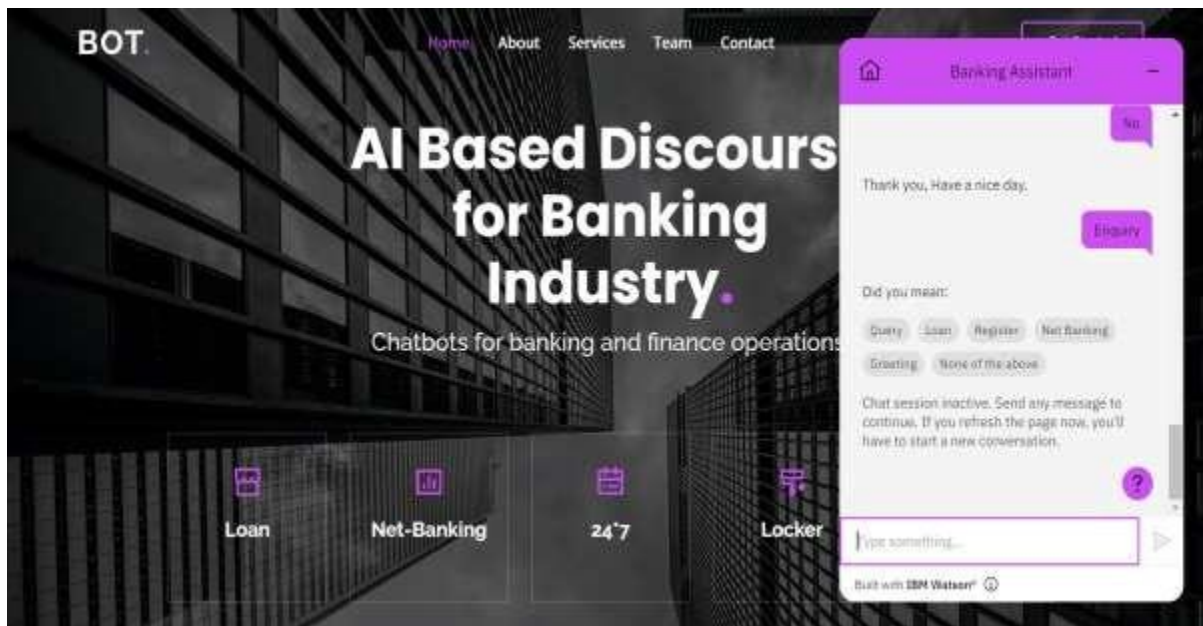 BOT.
Home About Services Team Contact
AI Based Discours
for Banking
Industry.
Chatbots for banking and finance operations
Loan
Net-Banking
24*7
Locker
Banking Assistant
No
Thank you, Have a nice day.
Enquiry
Did you mean:
Query Loan Register Net Banking
Greeting None of the above
Chat session inactive. Send any message to
continue. If you refresh the page now, you'll
have to start a new conversation.
?
Type something...
Built with IBM Watson®